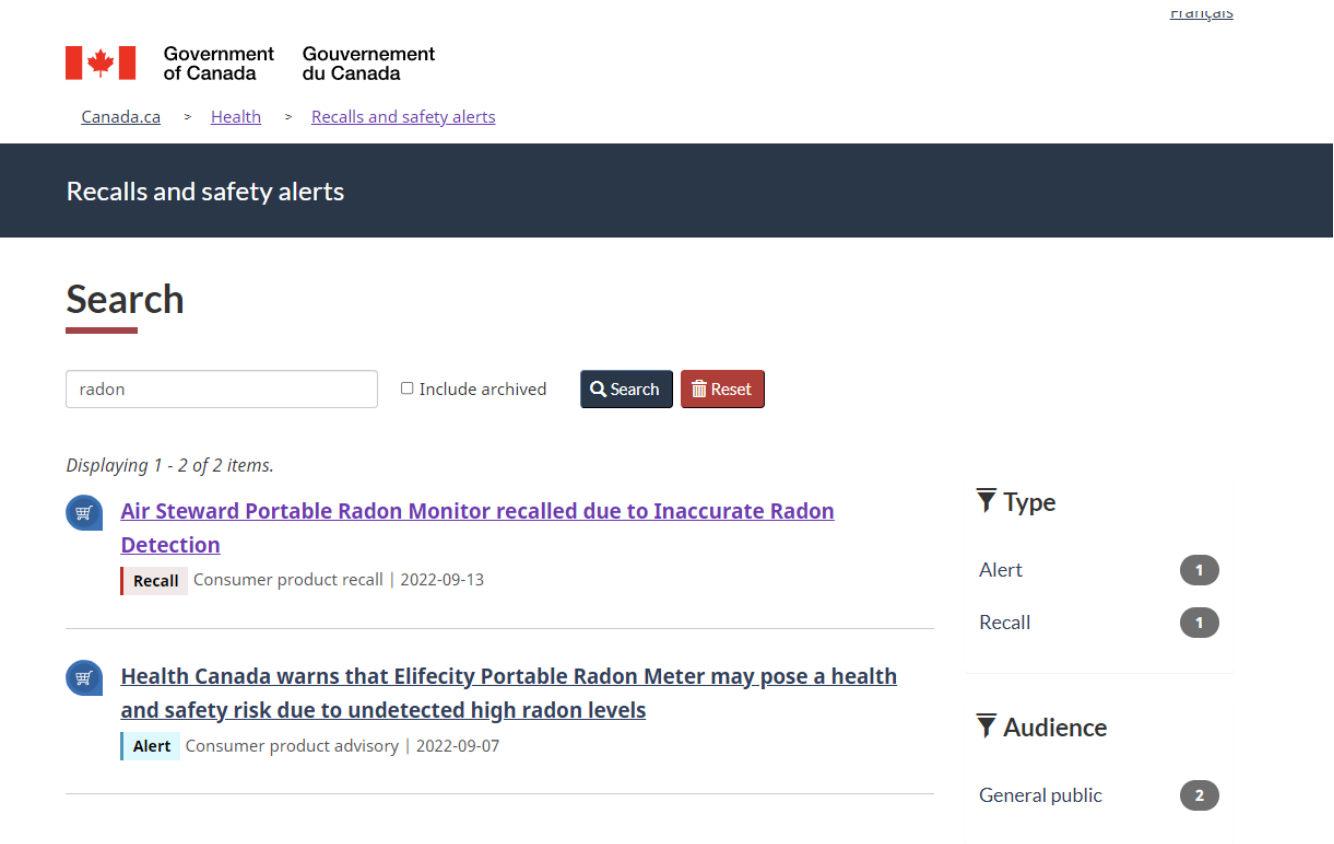 Français
Government Gouvernement
of Canada du Canada
Canada.ca > Health > Recalls and safety alerts
Recalls and safety alerts
Search
radon Include archived Search Reset
Displaying 1 - 2 of 2 items.
Air Steward Portable Radon Monitor recalled due to Inaccurate Radon
Detection
Recall Consumer product recall | 2022-09-13
Health Canada warns that Elifecity Portable Radon Meter may pose a health
and safety risk due to undetected high radon levels
Alert Consumer product advisory | 2022-09-07
Type
Alert 1
Recall 1
Audience
General public 2